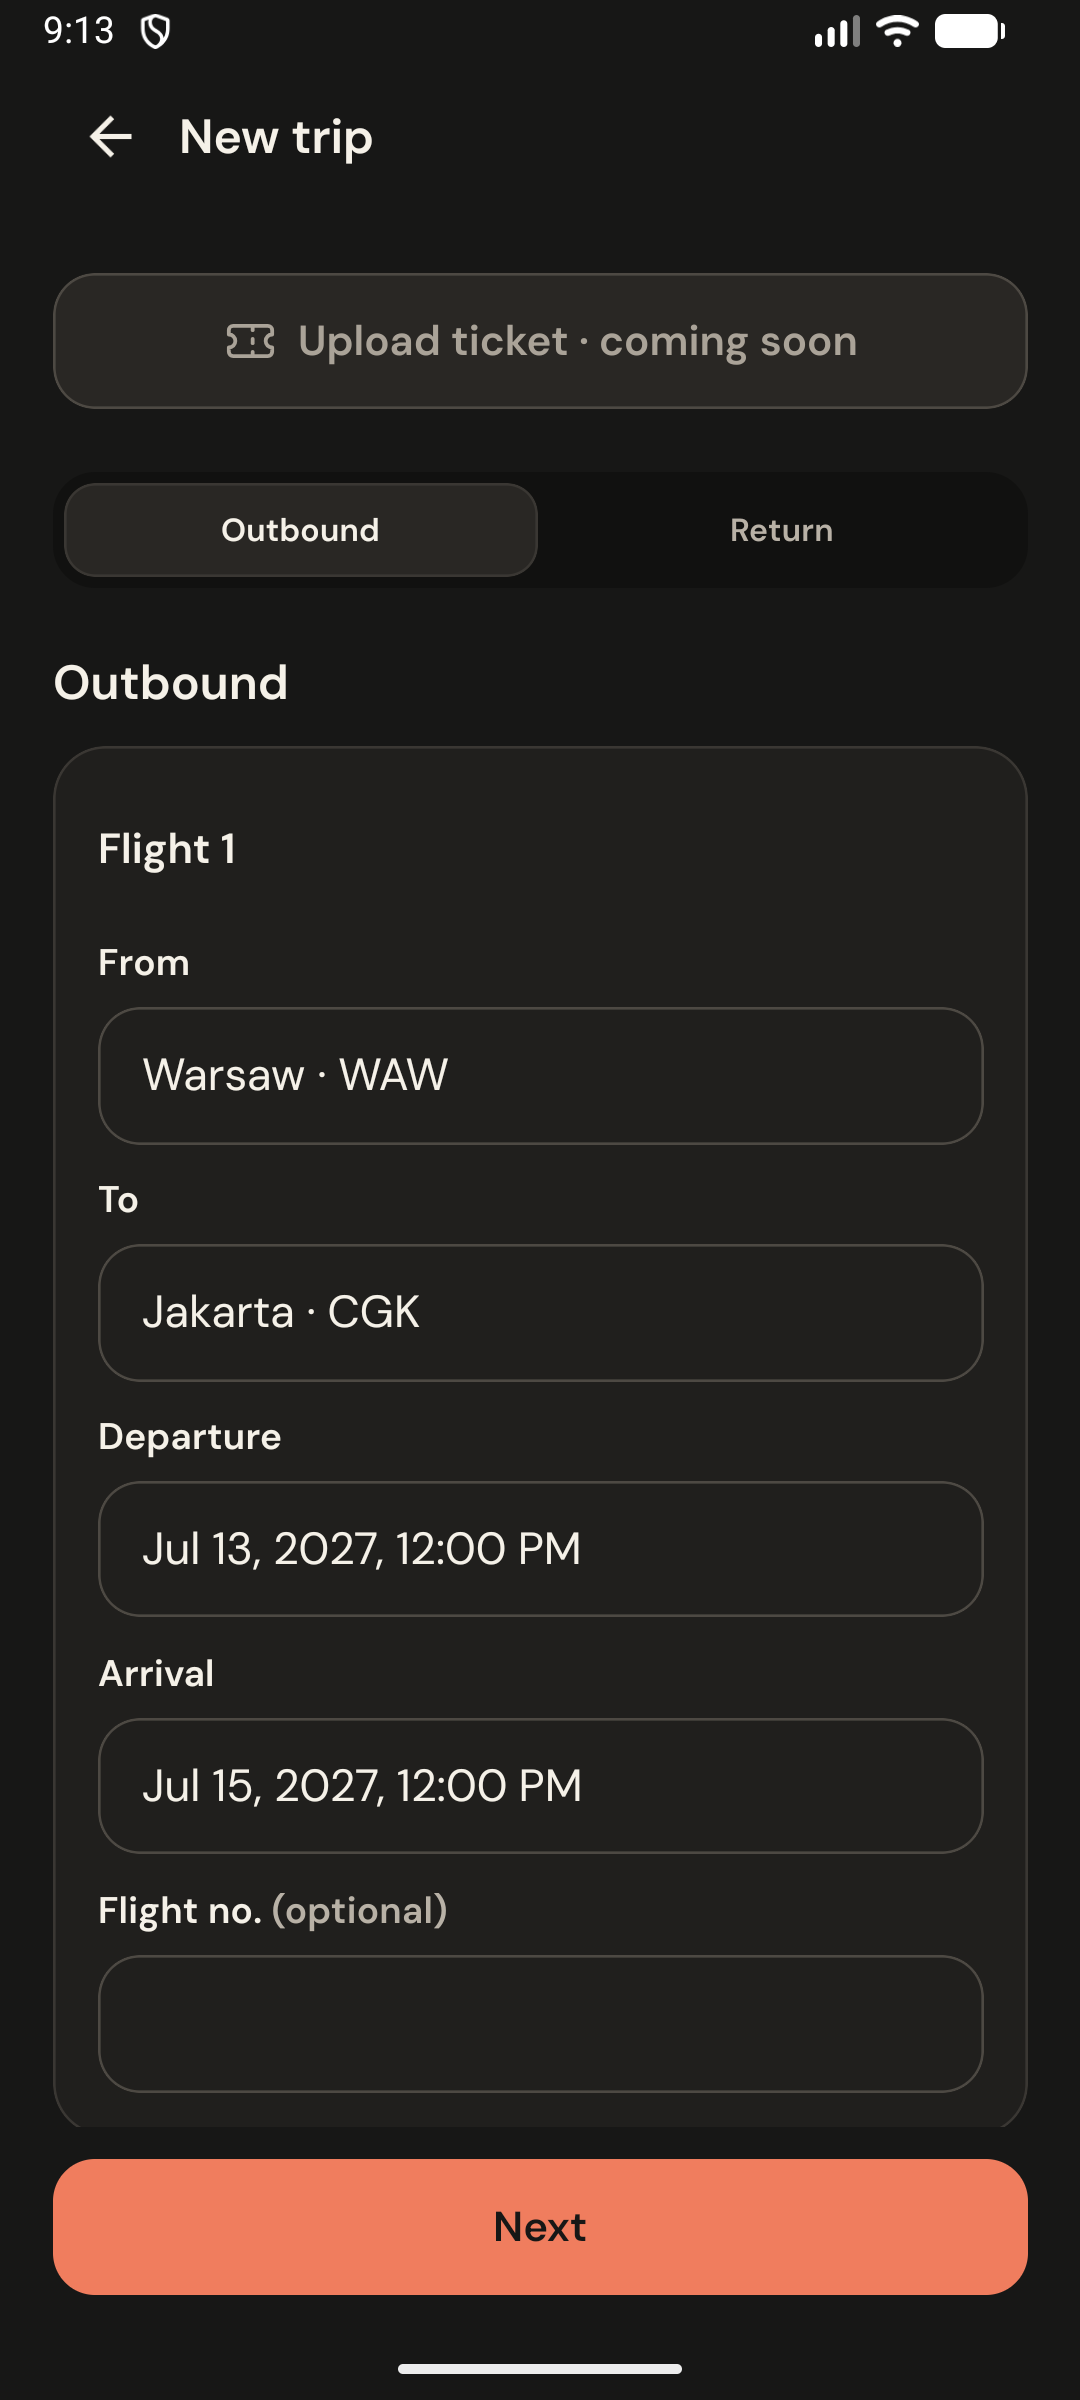 9:13
New trip
Upload ticket · coming soon
Outbound
Return
Outbound
Flight 1
From
Warsaw · WAW
To
Jakarta · CGK
Departure
Jul 13, 2027, 12:00 PM
Arrival
Jul 15, 2027, 12:00 PM
Flight no. (optional)
Next